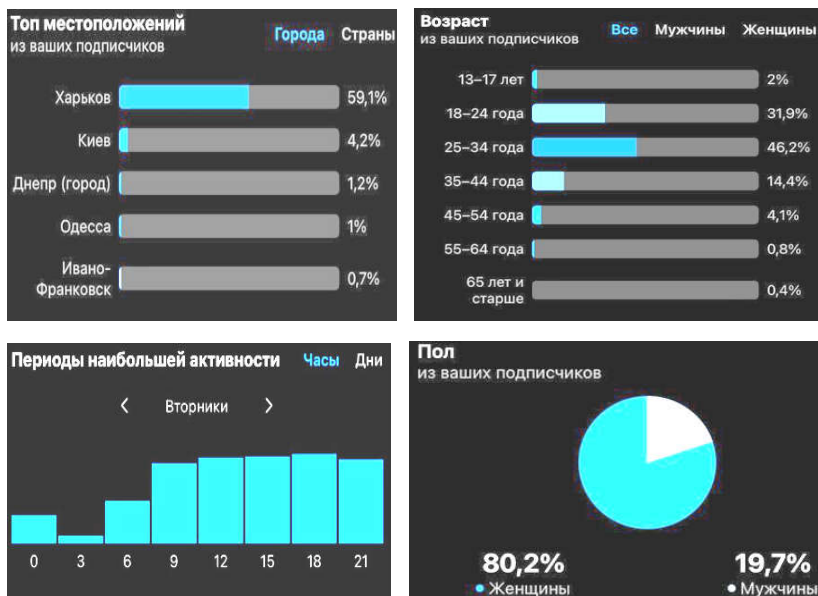 Топ местоположений
из ваших подписчиков
Города Страны
Харьков 59,1%
Киев 4,2%
Днепр (город) 1,2%
Одесса 1%
Ивано-
Франковск 0,7%
Возраст
из ваших подписчиков
Все Мужчины Женщины
13–17 лет 2%
18–24 года 31,9%
25–34 года 46,2%
35–44 года 14,4%
45–54 года 4,1%
55–64 года 0,8%
65 лет и
старше 0,4%
Периоды наибольшей активности Часы Дни
Вторники
0 3 6 9 12 15 18 21
Пол
из ваших подписчиков
80,2% 19,7%
Женщины Мужчины